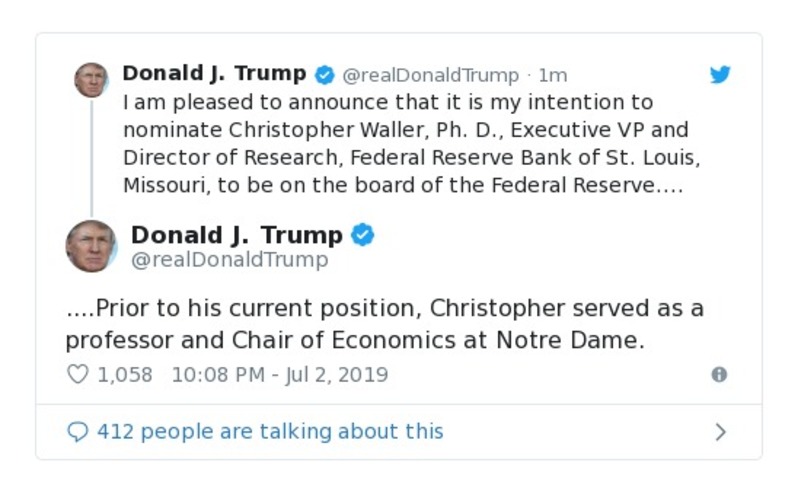 Donald J. Trump @realDonaldTrump · 1m
I am pleased to announce that it is my intention to
nominate Christopher Waller, Ph. D., Executive VP and
Director of Research, Federal Reserve Bank of St. Louis,
Missouri, to be on the board of the Federal Reserve....
Donald J. Trump
@realDonaldTrump
....Prior to his current position, Christopher served as a
professor and Chair of Economics at Notre Dame.
1,058 10:08 PM - Jul 2, 2019
412 people are talking about this